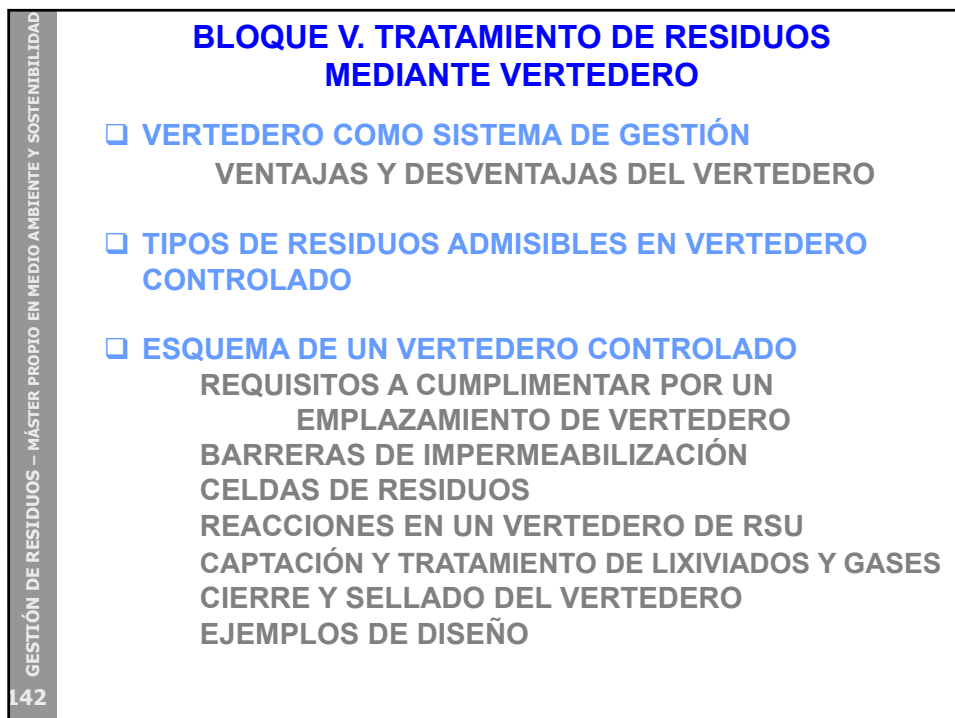 BLOQUE V. TRATAMIENTO DE RESIDUOS
MEDIANTE VERTEDERO
❑ VERTEDERO COMO SISTEMA DE GESTIÓN
VENTAJAS Y DESVENTAJAS DEL VERTEDERO
❑ TIPOS DE RESIDUOS ADMISIBLES EN VERTEDERO
CONTROLADO
❑ ESQUEMA DE UN VERTEDERO CONTROLADO
REQUISITOS A CUMPLIMENTAR POR UN
EMPLAZAMIENTO DE VERTEDERO
BARRERAS DE IMPERMEABILIZACIÓN
CELDAS DE RESIDUOS
REACCIONES EN UN VERTEDERO DE RSU
CAPTACIÓN Y TRATAMIENTO DE LIXIVIADOS Y GASES
CIERRE Y SELLADO DEL VERTEDERO
EJEMPLOS DE DISEÑO
GESTIÓN DE RESIDUOS – MÁSTER PROPIO EN MEDIO AMBIENTE Y SOSTENIBILIDAD
142